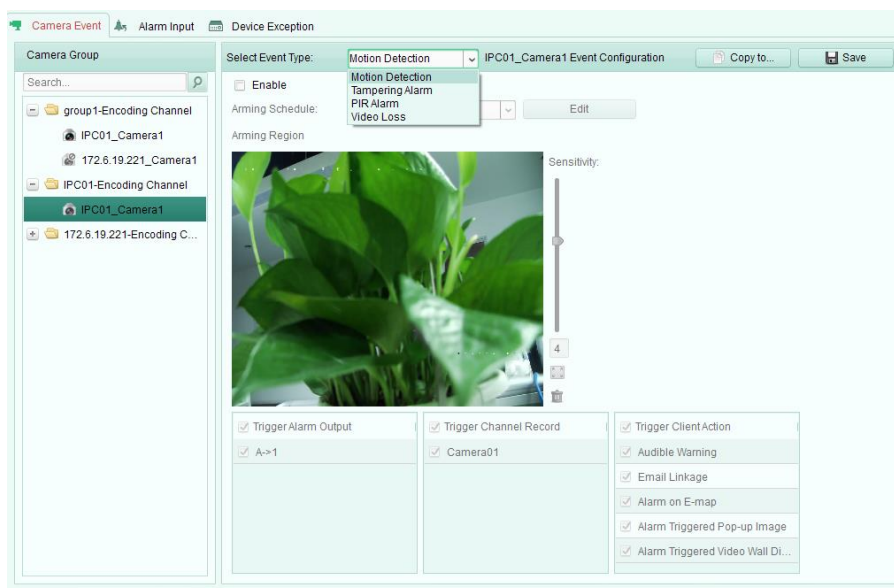 Camera Event Alarm Input Device Exception
Camera Group
Search...
group1-Encoding Channel
IPC01_Camera1
172.6.19.221_Camera1
IPC01-Encoding Channel
IPC01_Camera1
172.6.19.221-Encoding C...
Select Event Type: Motion Detection IPC01_Camera1 Event Configuration Copy to... Save
Motion Detection
Tampering Alarm
PIR Alarm
Video Loss
Enable
Arming Schedule: Edit
Arming Region
Sensitivity:
4
Trigger Alarm Output
A->1
Trigger Channel Record
Camera01
Trigger Client Action
Audible Warning
Email Linkage
Alarm on E-map
Alarm Triggered Pop-up Image
Alarm Triggered Video Wall Di...